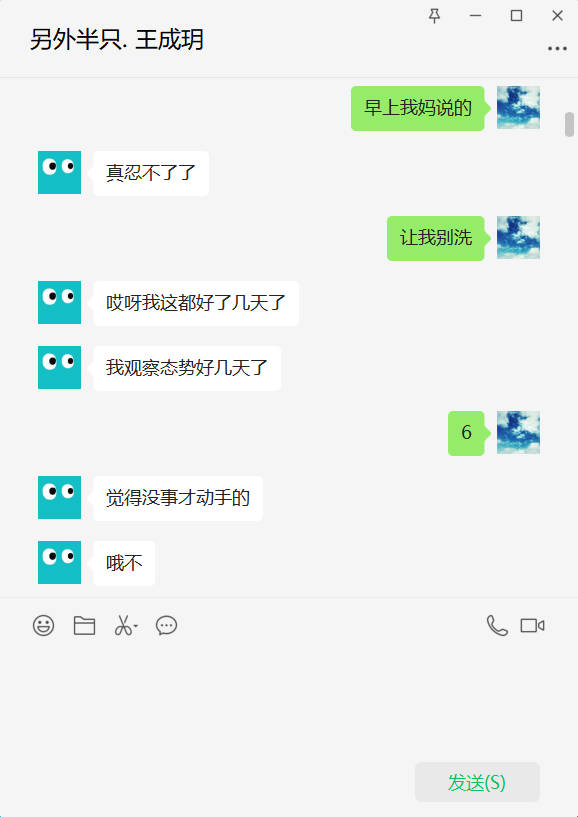 另外半只. 王成玥
早上我妈说的
真忍不了了
让我别洗
哎呀我这都好了几天了
我观察态势好几天了
6
觉得没事才动手的
哦不
发送(S)